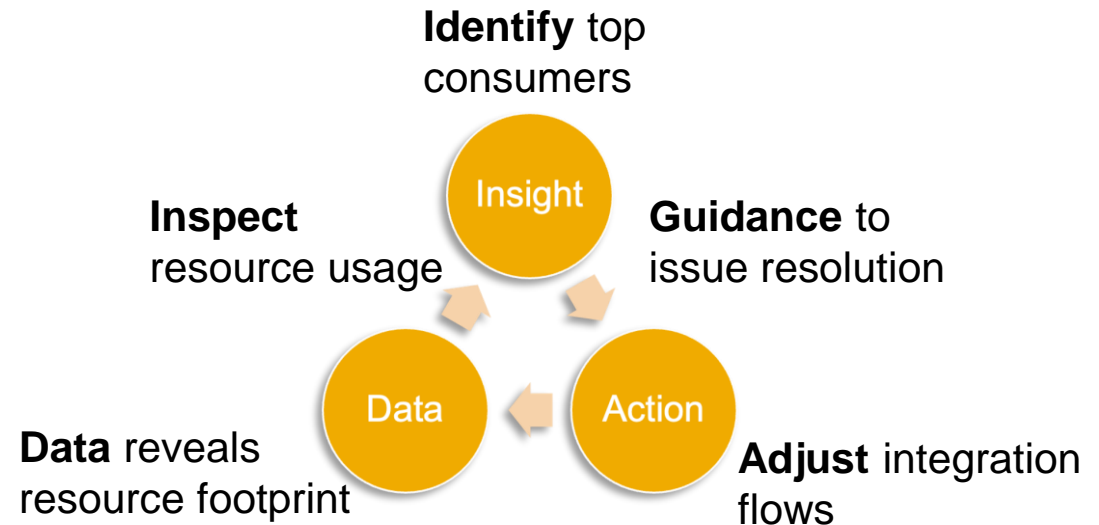 Identify top
consumers
Insight
Inspect
resource usage
Guidance to
issue resolution
Data
Action
Data reveals
resource footprint
Adjust integration
flows